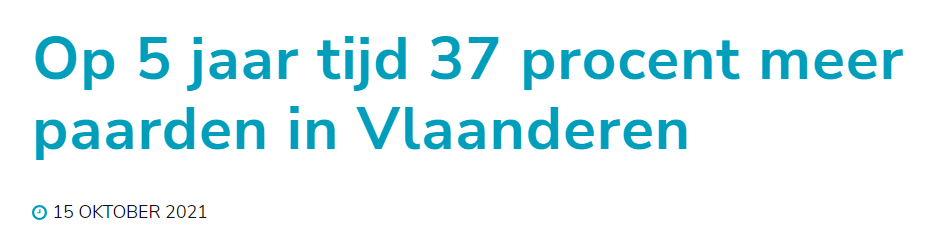 Op 5 jaar tijd 37 procent meer
paarden in Vlaanderen
15 OKTOBER 2021